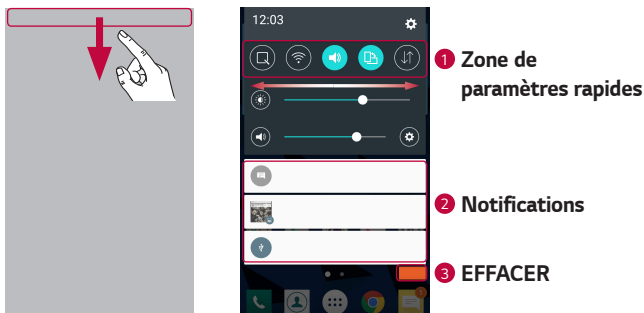 12:03
1 Zone de
paramètres rapides
2 Notifications
3 EFFACER